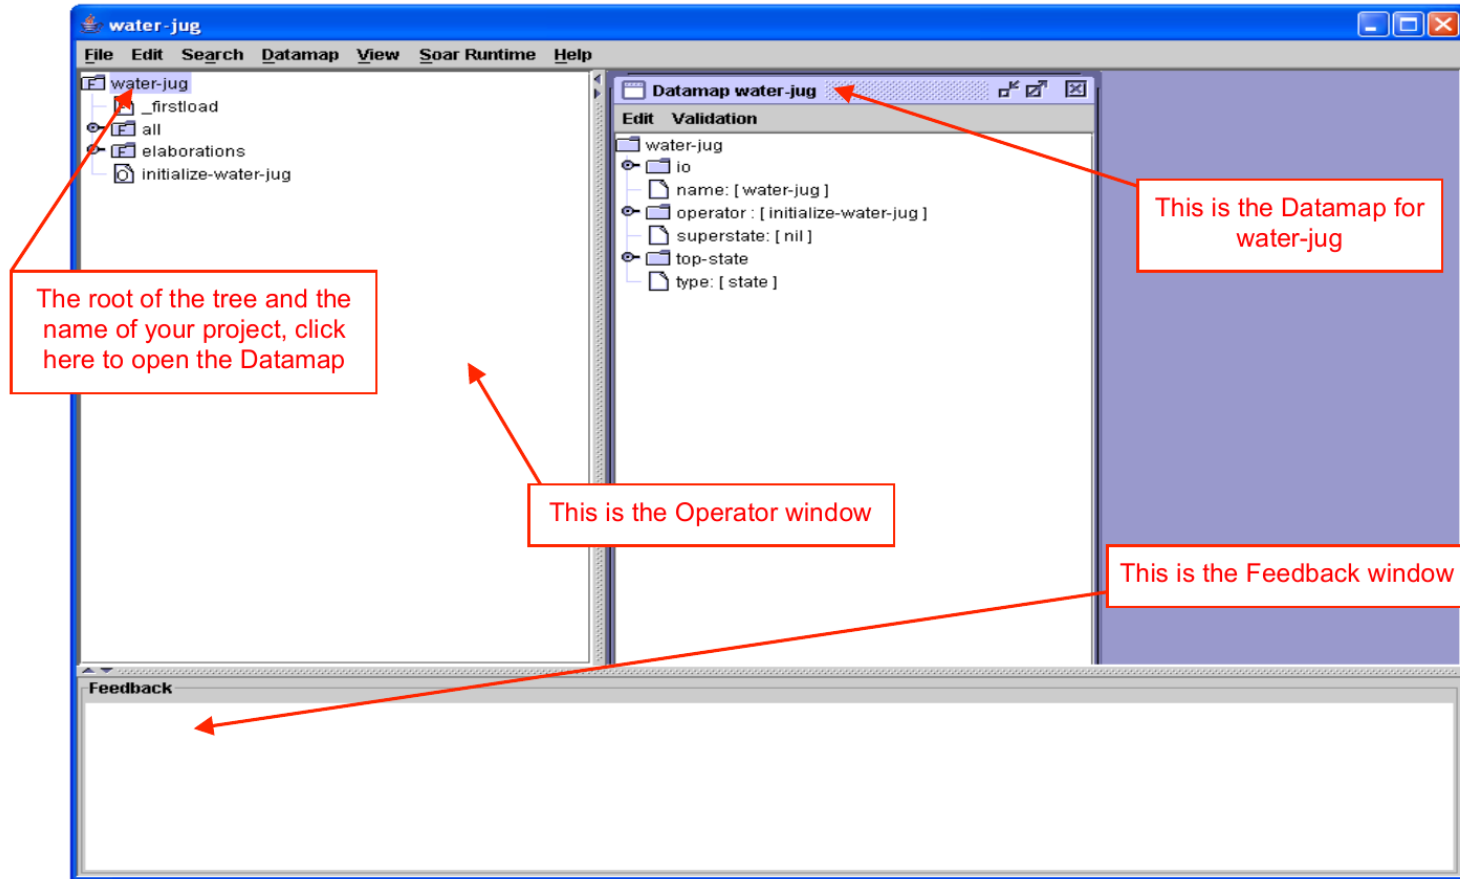 water-jug
File Edit Search Datamap View Soar Runtime Help
water-jug
_firstload
all
elaborations
initialize-water-jug
Datamap water-jug
Edit Validation
water-jug
io
name: [ water-jug ]
operator : [ initialize-water-jug ]
superstate: [ nil ]
top-state
type: [ state ]
This is the Datamap for
water-jug
The root of the tree and the
name of your project, click
here to open the Datamap
This is the Operator window
This is the Feedback window
Feedback